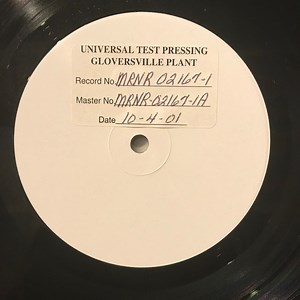 UNIVERSAL TEST PRESSING
GLOVERSVILLE PLANT
Record No. MRNR 02167-1
Master No. MRNR-02167-1A
Date 10-4-01